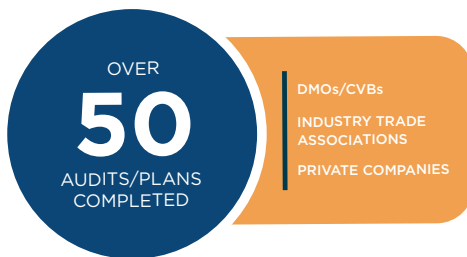 OVER
50
AUDITS/PLANS
COMPLETED
DMOs/CVBs
INDUSTRY TRADE
ASSOCIATIONS
PRIVATE COMPANIES